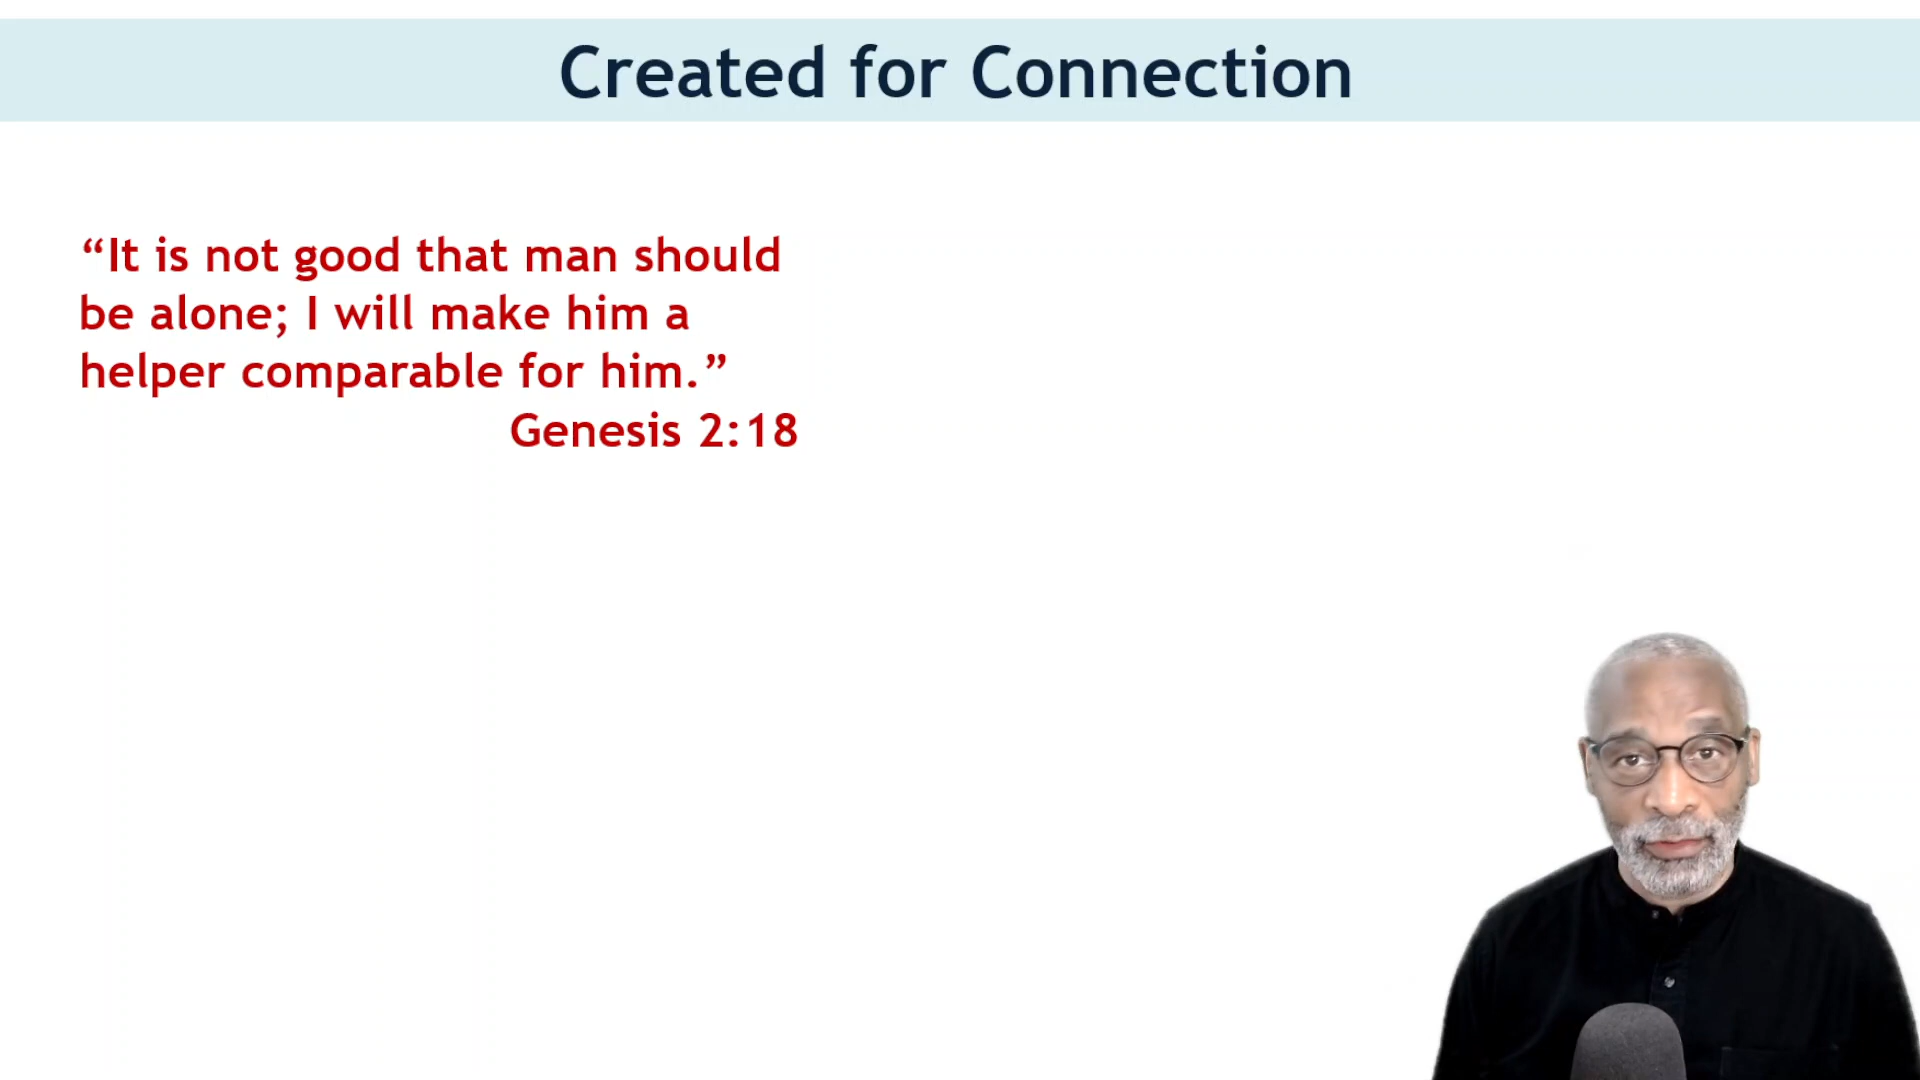 Created for Connection
“It is not good that man should
be alone; I will make him a
helper comparable for him.”
Genesis 2:18